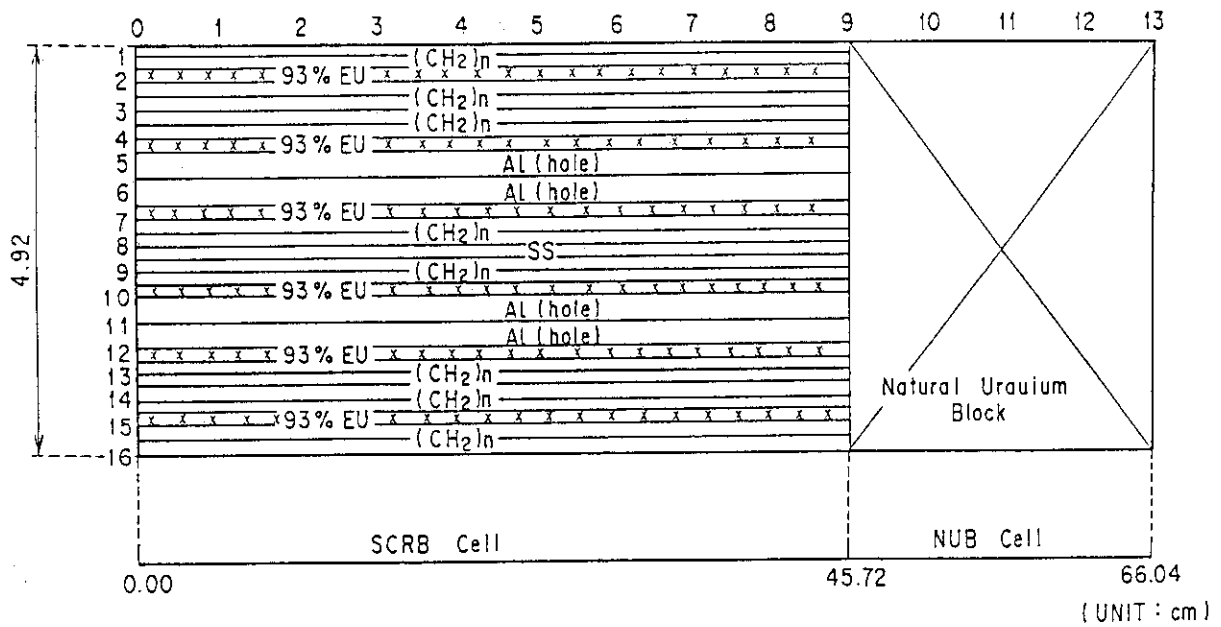 0 1 2 3 4 5 6 7 8 9 10 11 12 13
1
(CH2)n
2
93% EU
(CH2)n
3
(CH2)n
4
93% EU
5
AL (hole)
6
AL (hole)
93% EU
7
(CH2)n
8
SS
9
(CH2)n
93% EU
10
AL (hole)
11
AL (hole)
12
93% EU
13
(CH2)n
14
(CH2)n
93% EU
15
(CH2)n
16
4.92
Natural Urauium
Block
SCRB Cell
NUB Cell
0.00
45.72
66.04
(UNIT : cm)